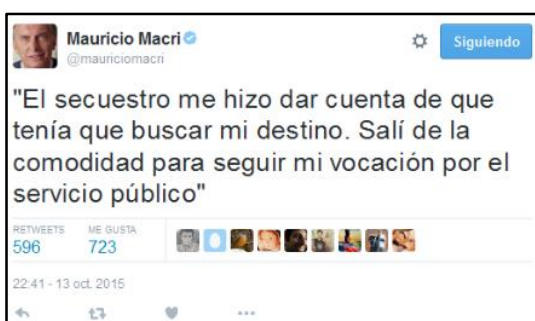 Mauricio Macri
@mauriciomacri
Siguiendo
"El secuestro me hizo dar cuenta de que
tenía que buscar mi destino. Salí de la
comodidad para seguir mi vocación por el
servicio público"
RETWEETS ME GUSTA
596 723
22:41 - 13 oct. 2015